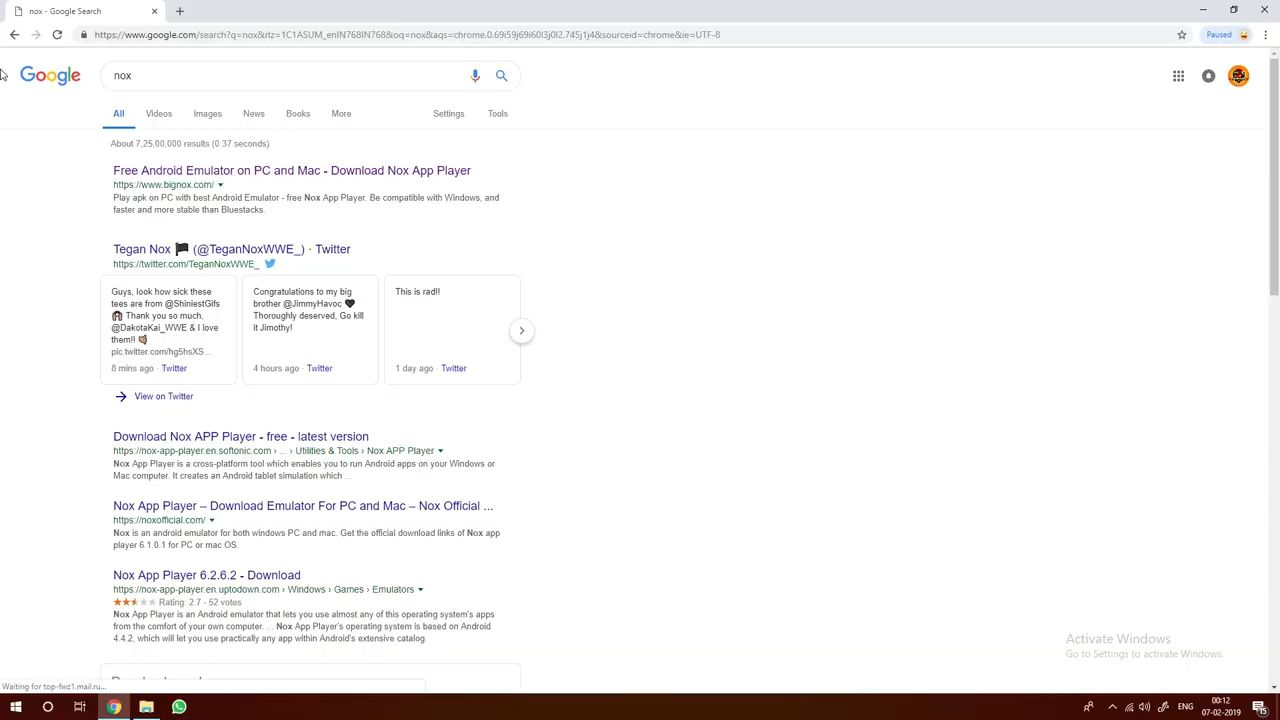 nox - Google Search
https://www.google.com/search?q=nox&rlz=1C1ASUM_enIN768IN768&oq=nox&aqs=chrome.0.69i59j69i60l3j0l2.745j1j4&sourceid=chrome&ie=UTF-8
Paused
Google
nox
All Videos Images News Books More Settings Tools
About 7,25,00,000 results (0.37 seconds)
Free Android Emulator on PC and Mac - Download Nox App Player
https://www.bignox.com/
Play apk on PC with best Android Emulator - free Nox App Player. Be compatible with Windows, and
faster and more stable than Bluestacks.
Tegan Nox 🏴 (@TeganNoxWWE_) · Twitter
https://twitter.com/TeganNoxWWE_
Guys, look how sick these
tees are from @ShiniestGifs
Thank you so much,
@DakotaKai_WWE & I love
them!!
pic.twitter.com/hg5hsXS...
8 mins ago · Twitter
Congratulations to my big
brother @JimmyHavoc 🖤
Thoroughly deserved, Go kill
it Jimothy!
4 hours ago · Twitter
This is rad!!
1 day ago · Twitter
View on Twitter
Download Nox APP Player - free - latest version
https://nox-app-player.en.softonic.com › ... › Utilities & Tools › Nox APP Player
Nox App Player is a cross-platform tool which enables you to run Android apps on your Windows or
Mac computer. It creates an Android tablet simulation which ...
Nox App Player – Download Emulator For PC and Mac – Nox Official ...
https://noxofficial.com/
Nox is an android emulator for both windows PC and mac. Get the official download links of Nox app
player 6.1.0.1 for PC or mac OS.
Nox App Player 6.2.6.2 - Download
https://nox-app-player.en.uptodown.com › Windows › Games › Emulators
Rating: 2.7 - 52 votes
Nox App Player is an Android emulator that lets you use almost any of this operating system's apps
from the comfort of your own computer. ... Nox App Player's operating system is based on Android
4.4.2, which will let you use practically any app within Android's extensive catalog.
Activate Windows
Go to Settings to activate Windows.
Waiting for top-fwz1.mail.ru...
ENG
00:12
07-02-2019
15